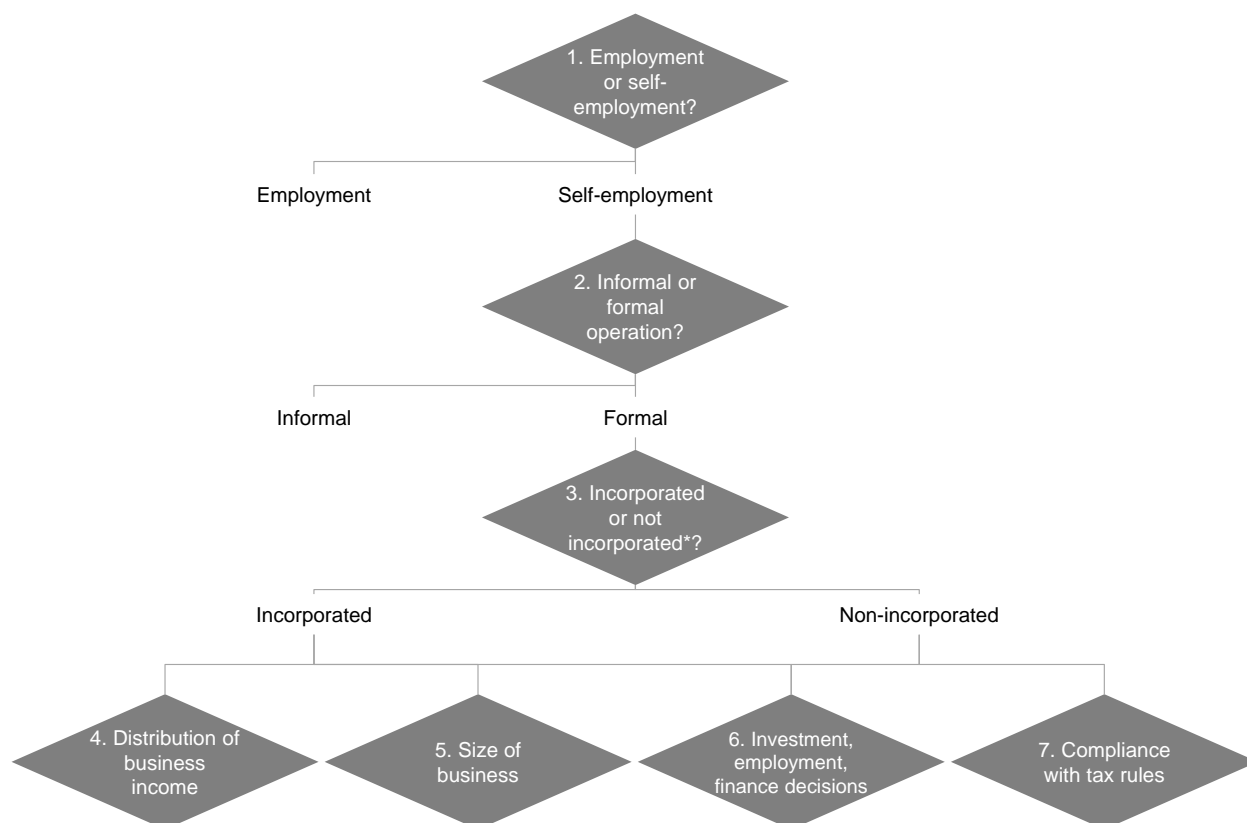 1. Employment
or self-
employment?
Employment
Self-employment
2. Informal or
formal
operation?
Informal
Formal
3. Incorporated
or not
incorporated*?
Incorporated
Non-incorporated
4. Distribution of
business
income
5. Size of
business
6. Investment,
employment,
finance decisions
7. Compliance
with tax rules